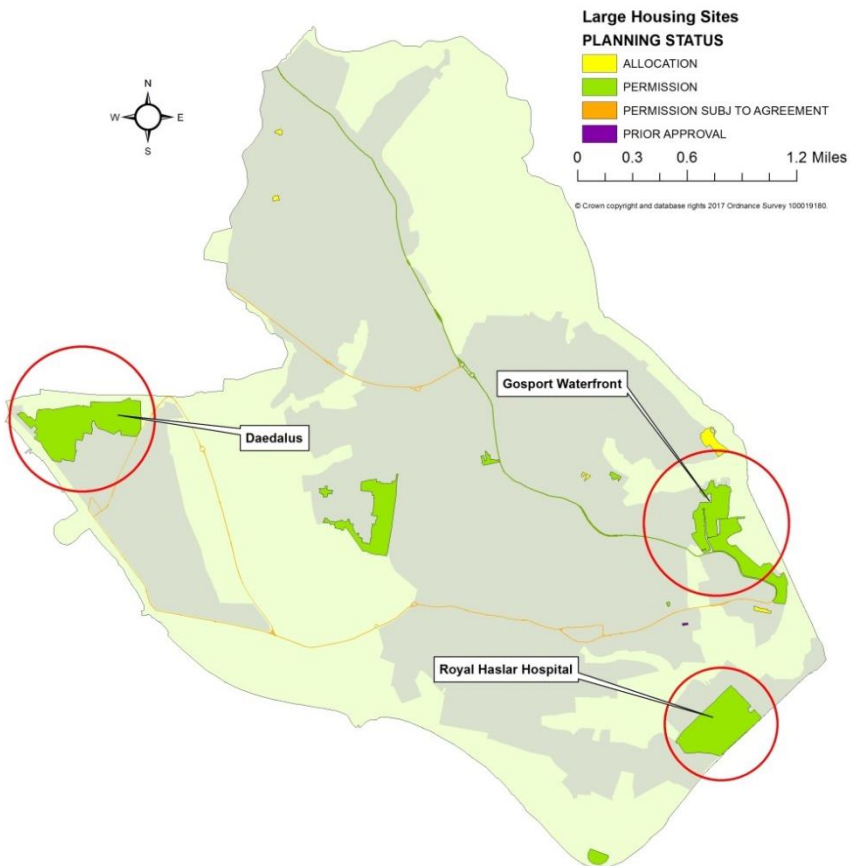 Large Housing Sites
PLANNING STATUS
ALLOCATION
PERMISSION
PERMISSION SUBJ TO AGREEMENT
PRIOR APPROVAL
0 0.3 0.6 1.2 Miles
© Crown copyright and database rights 2017 Ordnance Survey 100019180.
N
W E
S
Gosport Waterfront
Daedalus
Royal Haslar Hospital